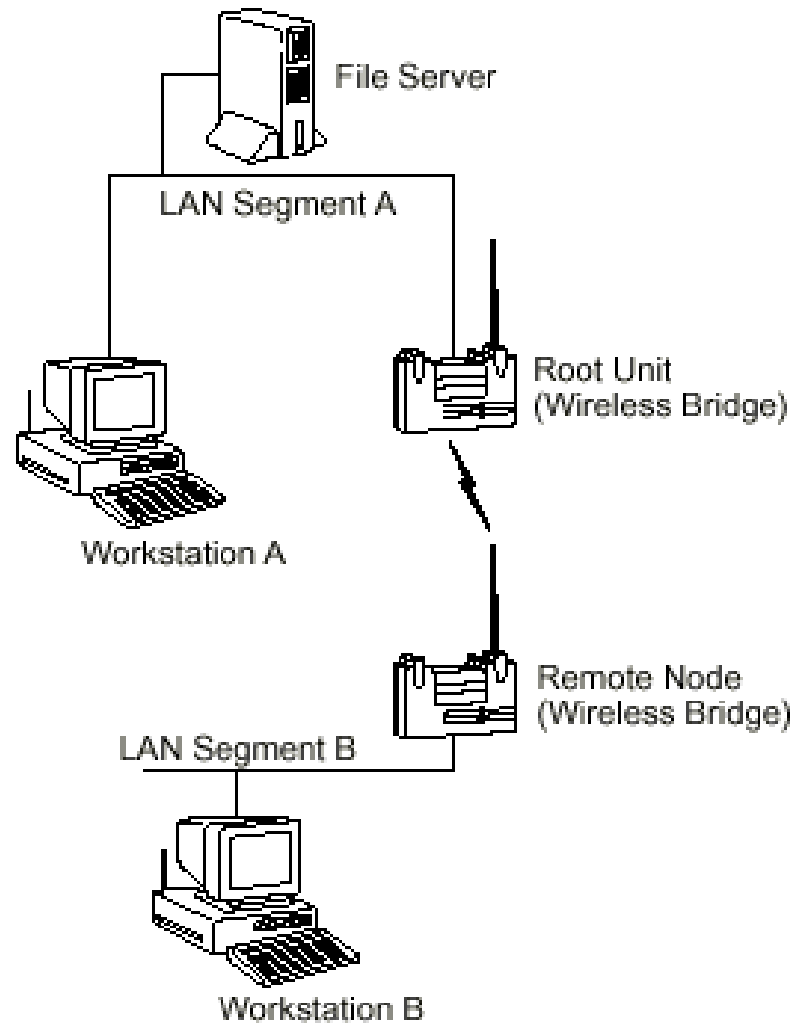 File Server
LAN Segment A
Root Unit
(Wireless Bridge)
Workstation A
Remote Node
(Wireless Bridge)
LAN Segment B
Workstation B